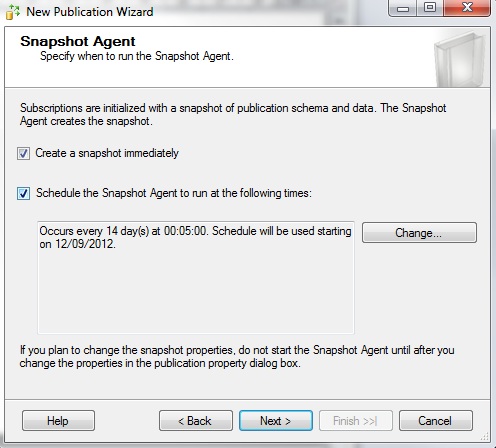 New Publication Wizard
Snapshot Agent
Specify when to run the Snapshot Agent.
Subscriptions are initialized with a snapshot of publication schema and data. The Snapshot
Agent creates the snapshot.
Create a snapshot immediately
Schedule the Snapshot Agent to run at the following times:
Occurs every 14 day(s) at 00:05:00. Schedule will be used starting
on 12/09/2012.
Change...
If you plan to change the snapshot properties, do not start the Snapshot Agent until after you
change the properties in the publication property dialog box.
Help
< Back
Next >
Finish >>|
Cancel